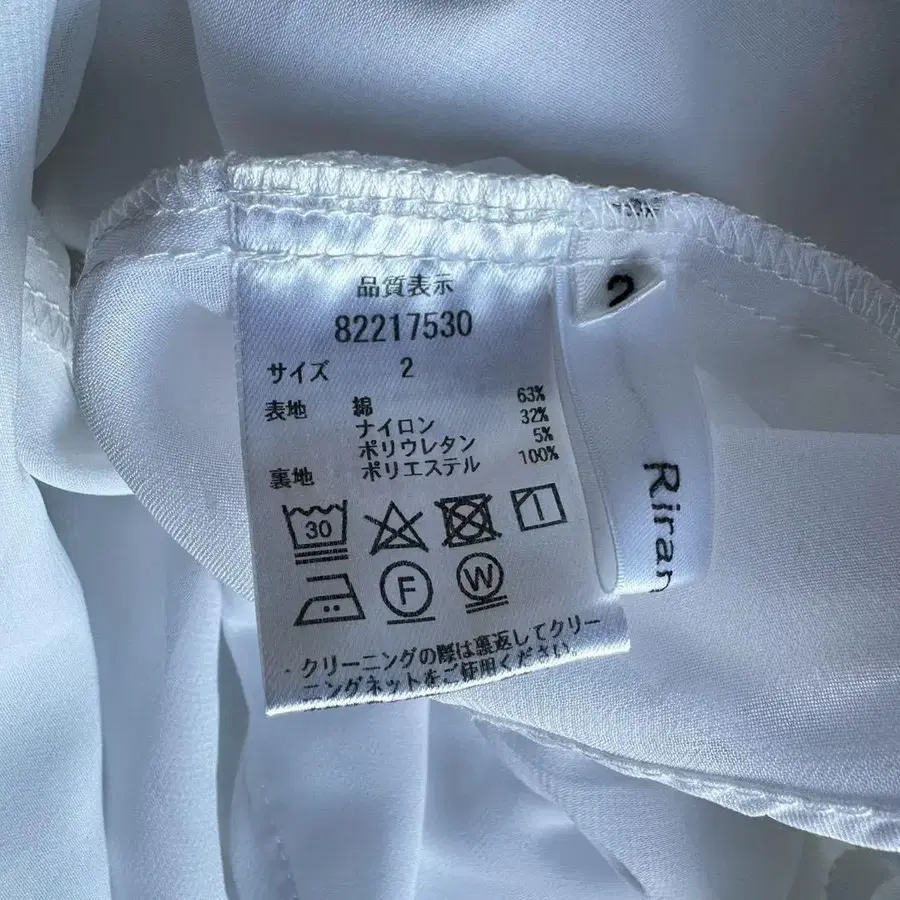 品質表示
82217530
サイズ 2
表地 綿 63%
ナイロン 32%
ポリウレタン 5%
裏地 ポリエステル 100%
30
F
W
・クリーニングの際は裏返してクリー
ニングネットをご使用ください。
2
Riran